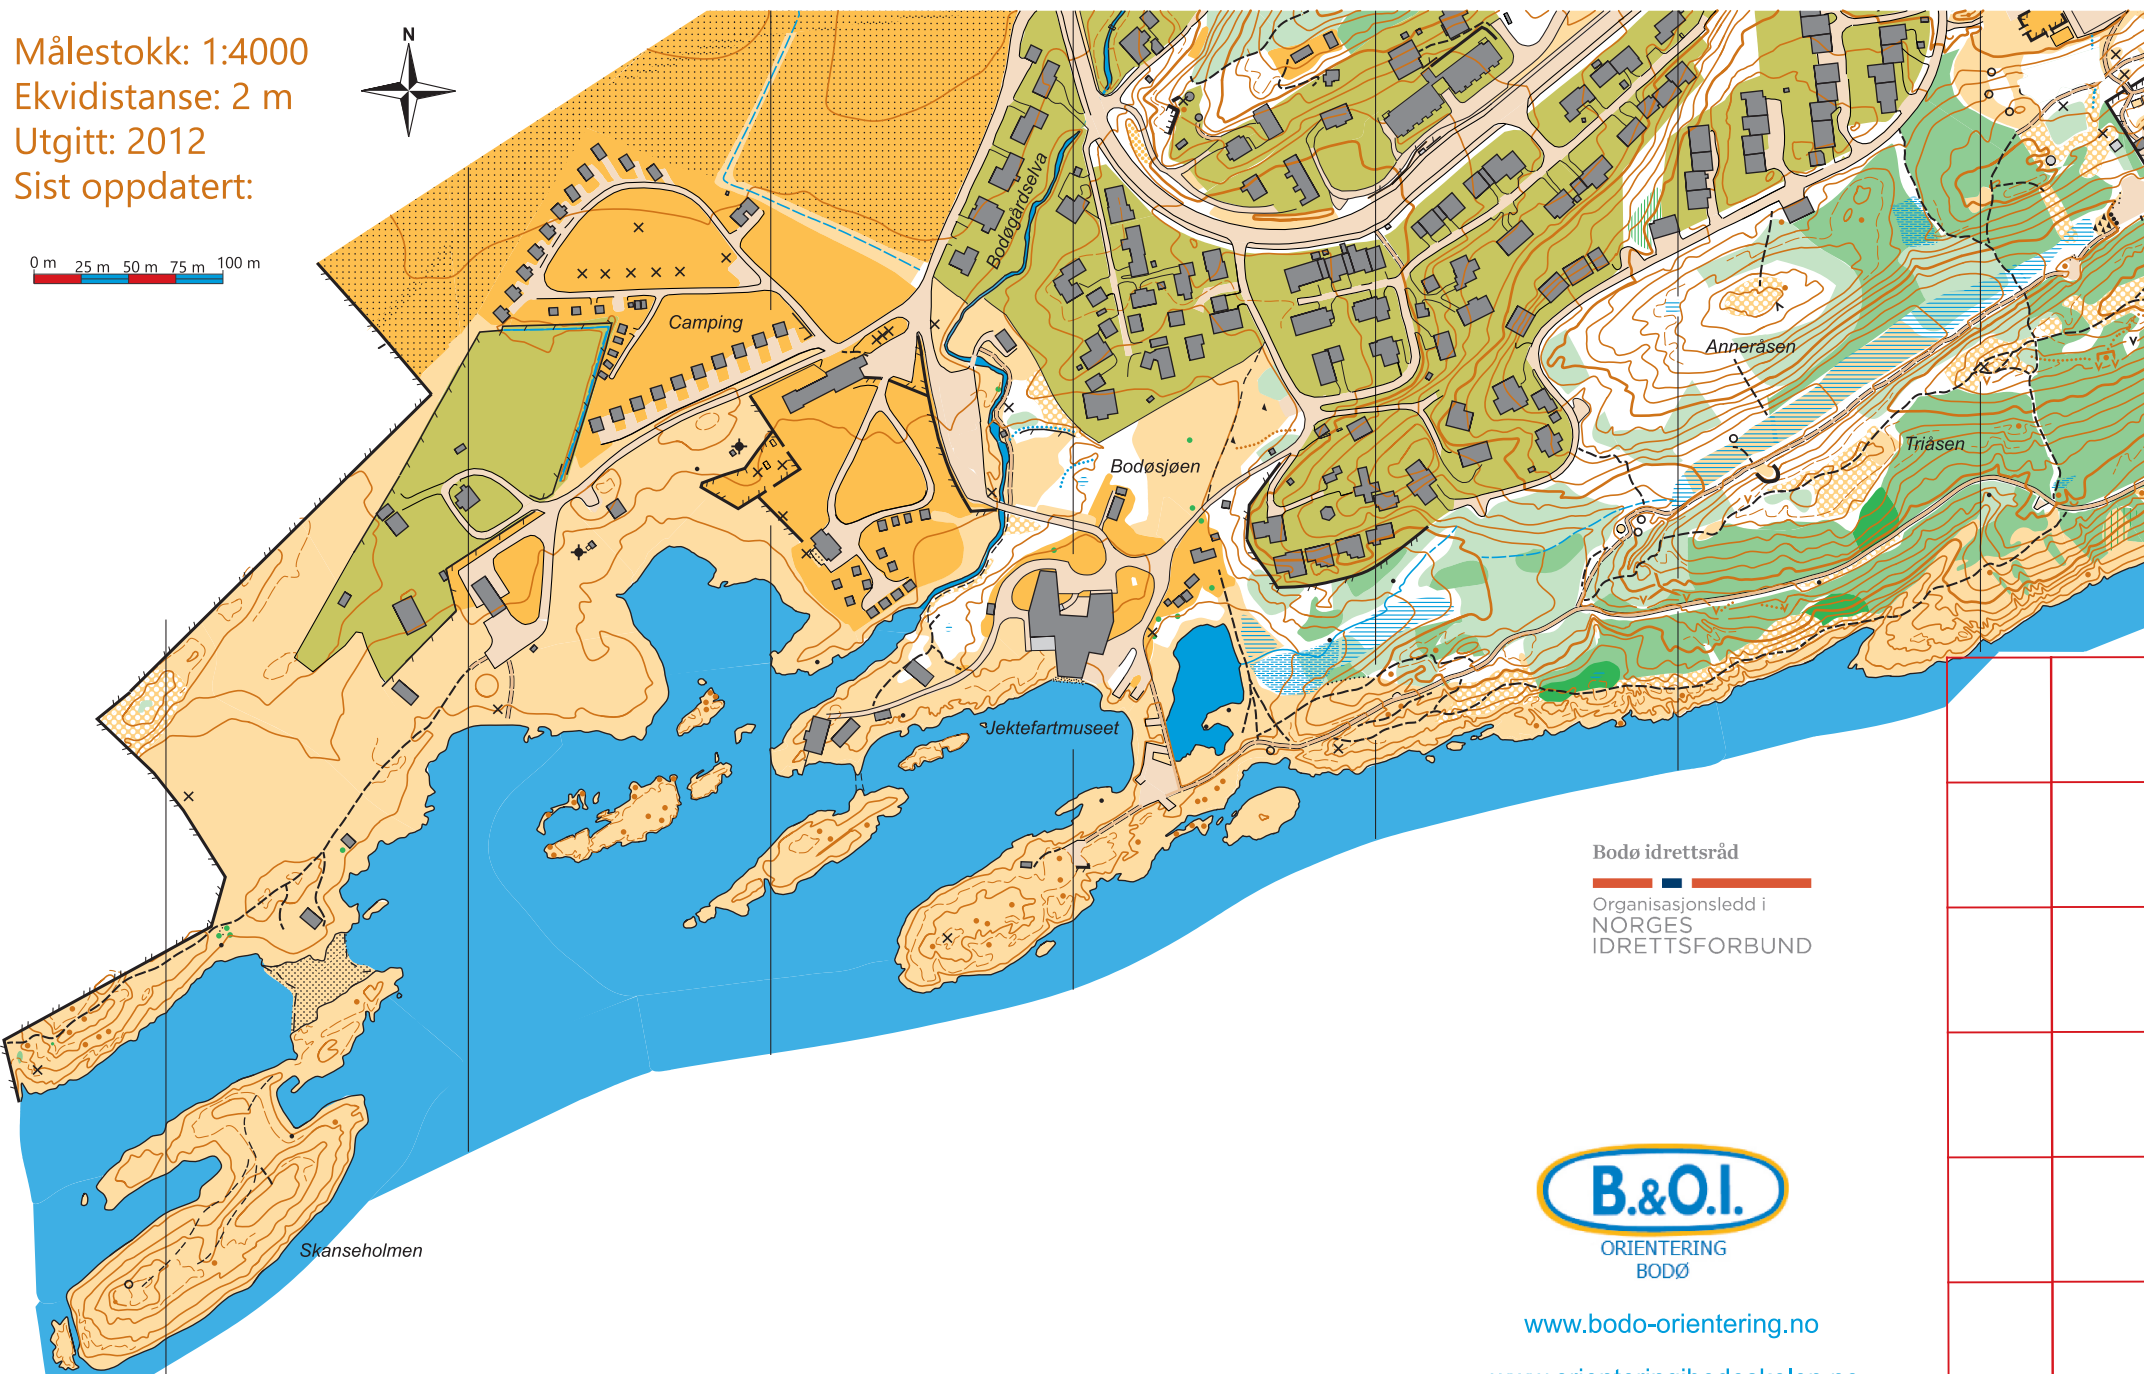 Målestokk: 1:4000
Ekvidistanse: 2 m
Utgitt: 2012
Sist oppdatert:
N
0 m 25 m 50 m 75 m 100 m
Bodøgårdselva
Camping
Anneråsen
Triåsen
Bodøsjøen
Jektefartmuseet
Skanseholmen
Bodø idrettsråd
Organisasjonsledd i
NORGES
IDRETTSFORBUND
B.&O.I.
ORIENTERING
BODØ
www.bodo-orientering.no